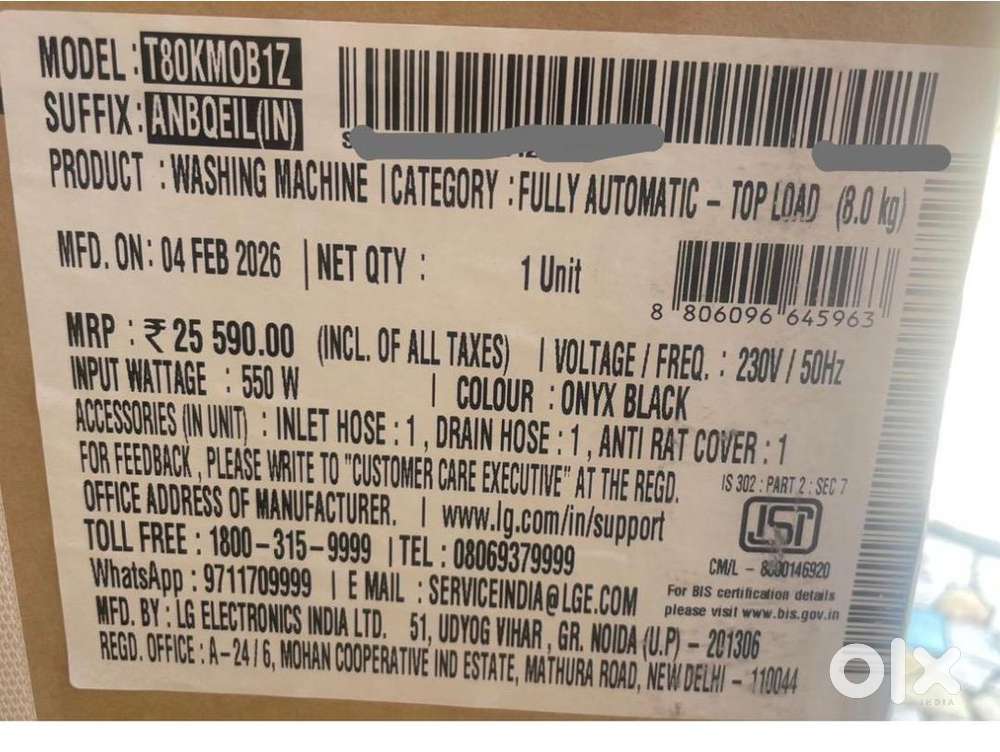 MODEL : T80KMOB1Z
SUFFIX : ANBQEIL(IN)
PRODUCT : WASHING MACHINE | CATEGORY : FULLY AUTOMATIC – TOP LOAD (8.0 kg)
MFD. ON : 04 FEB 2026 | NET QTY : 1 Unit
8 806096 645963
MRP : ₹ 25 590.00 (INCL. OF ALL TAXES) | VOLTAGE / FREQ. : 230V / 50Hz
INPUT WATTAGE : 550 W | COLOUR : ONYX BLACK
ACCESSORIES (IN UNIT) : INLET HOSE : 1 , DRAIN HOSE : 1 , ANTI RAT COVER : 1
FOR FEEDBACK , PLEASE WRITE TO "CUSTOMER CARE EXECUTIVE" AT THE REGD.
OFFICE ADDRESS OF MANUFACTURER. | www.lg.com/in/support
TOLL FREE : 1800–315–9999 | TEL : 08069379999
WhatsApp : 9711709999 | E MAIL : SERVICEINDIA@LGE.COM
MFD. BY : LG ELECTRONICS INDIA LTD. 51, UDYOG VIHAR , GR. NOIDA (U.P) – 201306
REGD. OFFICE : A–24/6, MOHAN COOPERATIVE IND ESTATE, MATHURA ROAD, NEW DELHI – 110044
IS 302 : PART 2 : SEC 7
ISI
CM/L –
For BIS certification details
please visit www.bis.gov.in
olx
INDIA